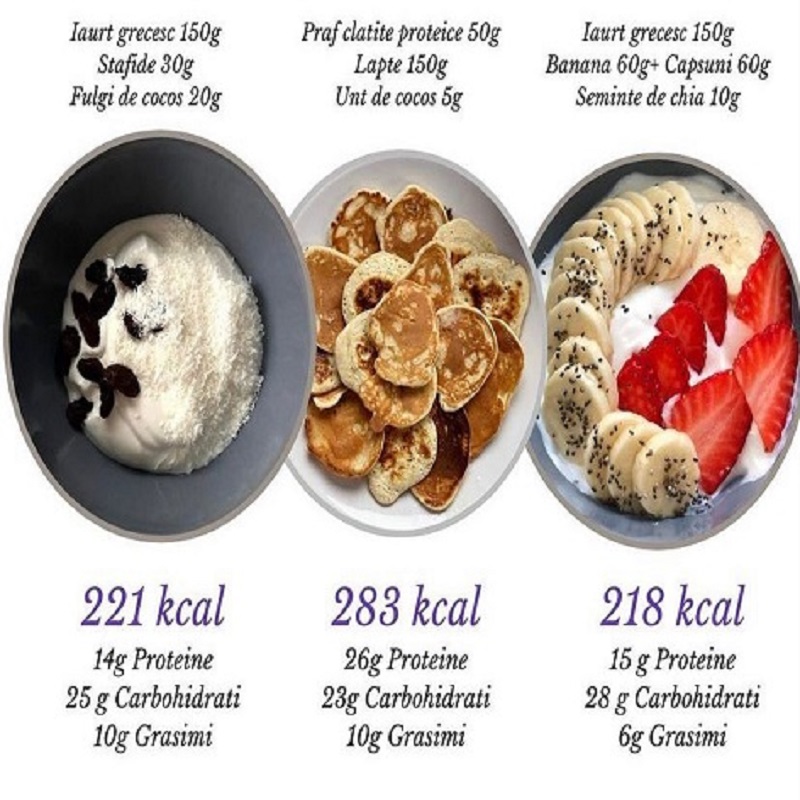 Iaurt grecesc 150g
Stafide 30g
Fulgi de cocos 20g
Praf clatite proteice 50g
Lapte 150g
Unt de cocos 5g
Iaurt grecesc 150g
Banana 60g+ Capsuni 60g
Seminte de chia 10g
221 kcal
14g Proteine
25 g Carbohidrati
10g Grasimi
283 kcal
26g Proteine
23g Carbohidrati
10g Grasimi
218 kcal
15 g Proteine
28 g Carbohidrati
6g Grasimi